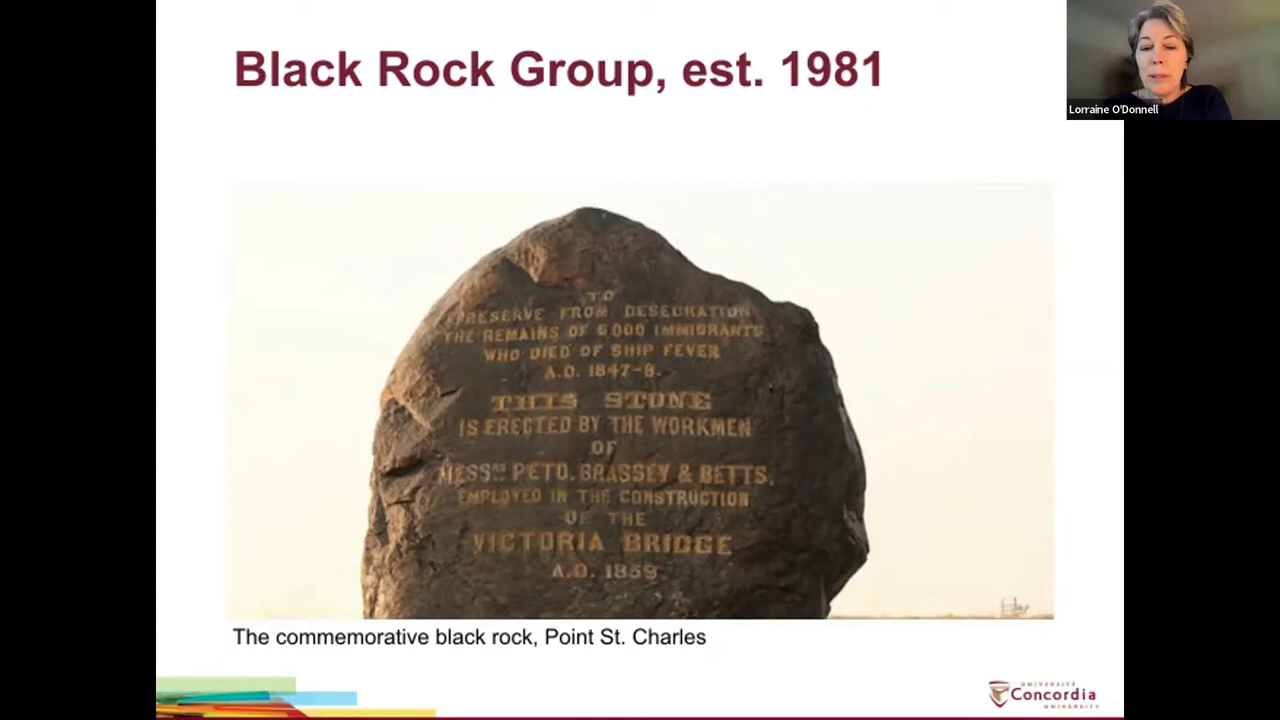 Black Rock Group, est. 1981
Lorraine O'Donnell
TO
PRESERVE FROM DESECRATION
THE REMAINS OF 6000 IMMIGRANTS
WHO DIED OF SHIP FEVER
A.D. 1847-8.
THIS STONE
IS ERECTED BY THE WORKMEN
OF
MESSRS. PETO, BRASSEY & BETTS,
EMPLOYED IN THE CONSTRUCTION
OF THE
VICTORIA BRIDGE
A.D. 1859.
The commemorative black rock, Point St. Charles
UNIVERSITÉ
Concordia
UNIVERSITY